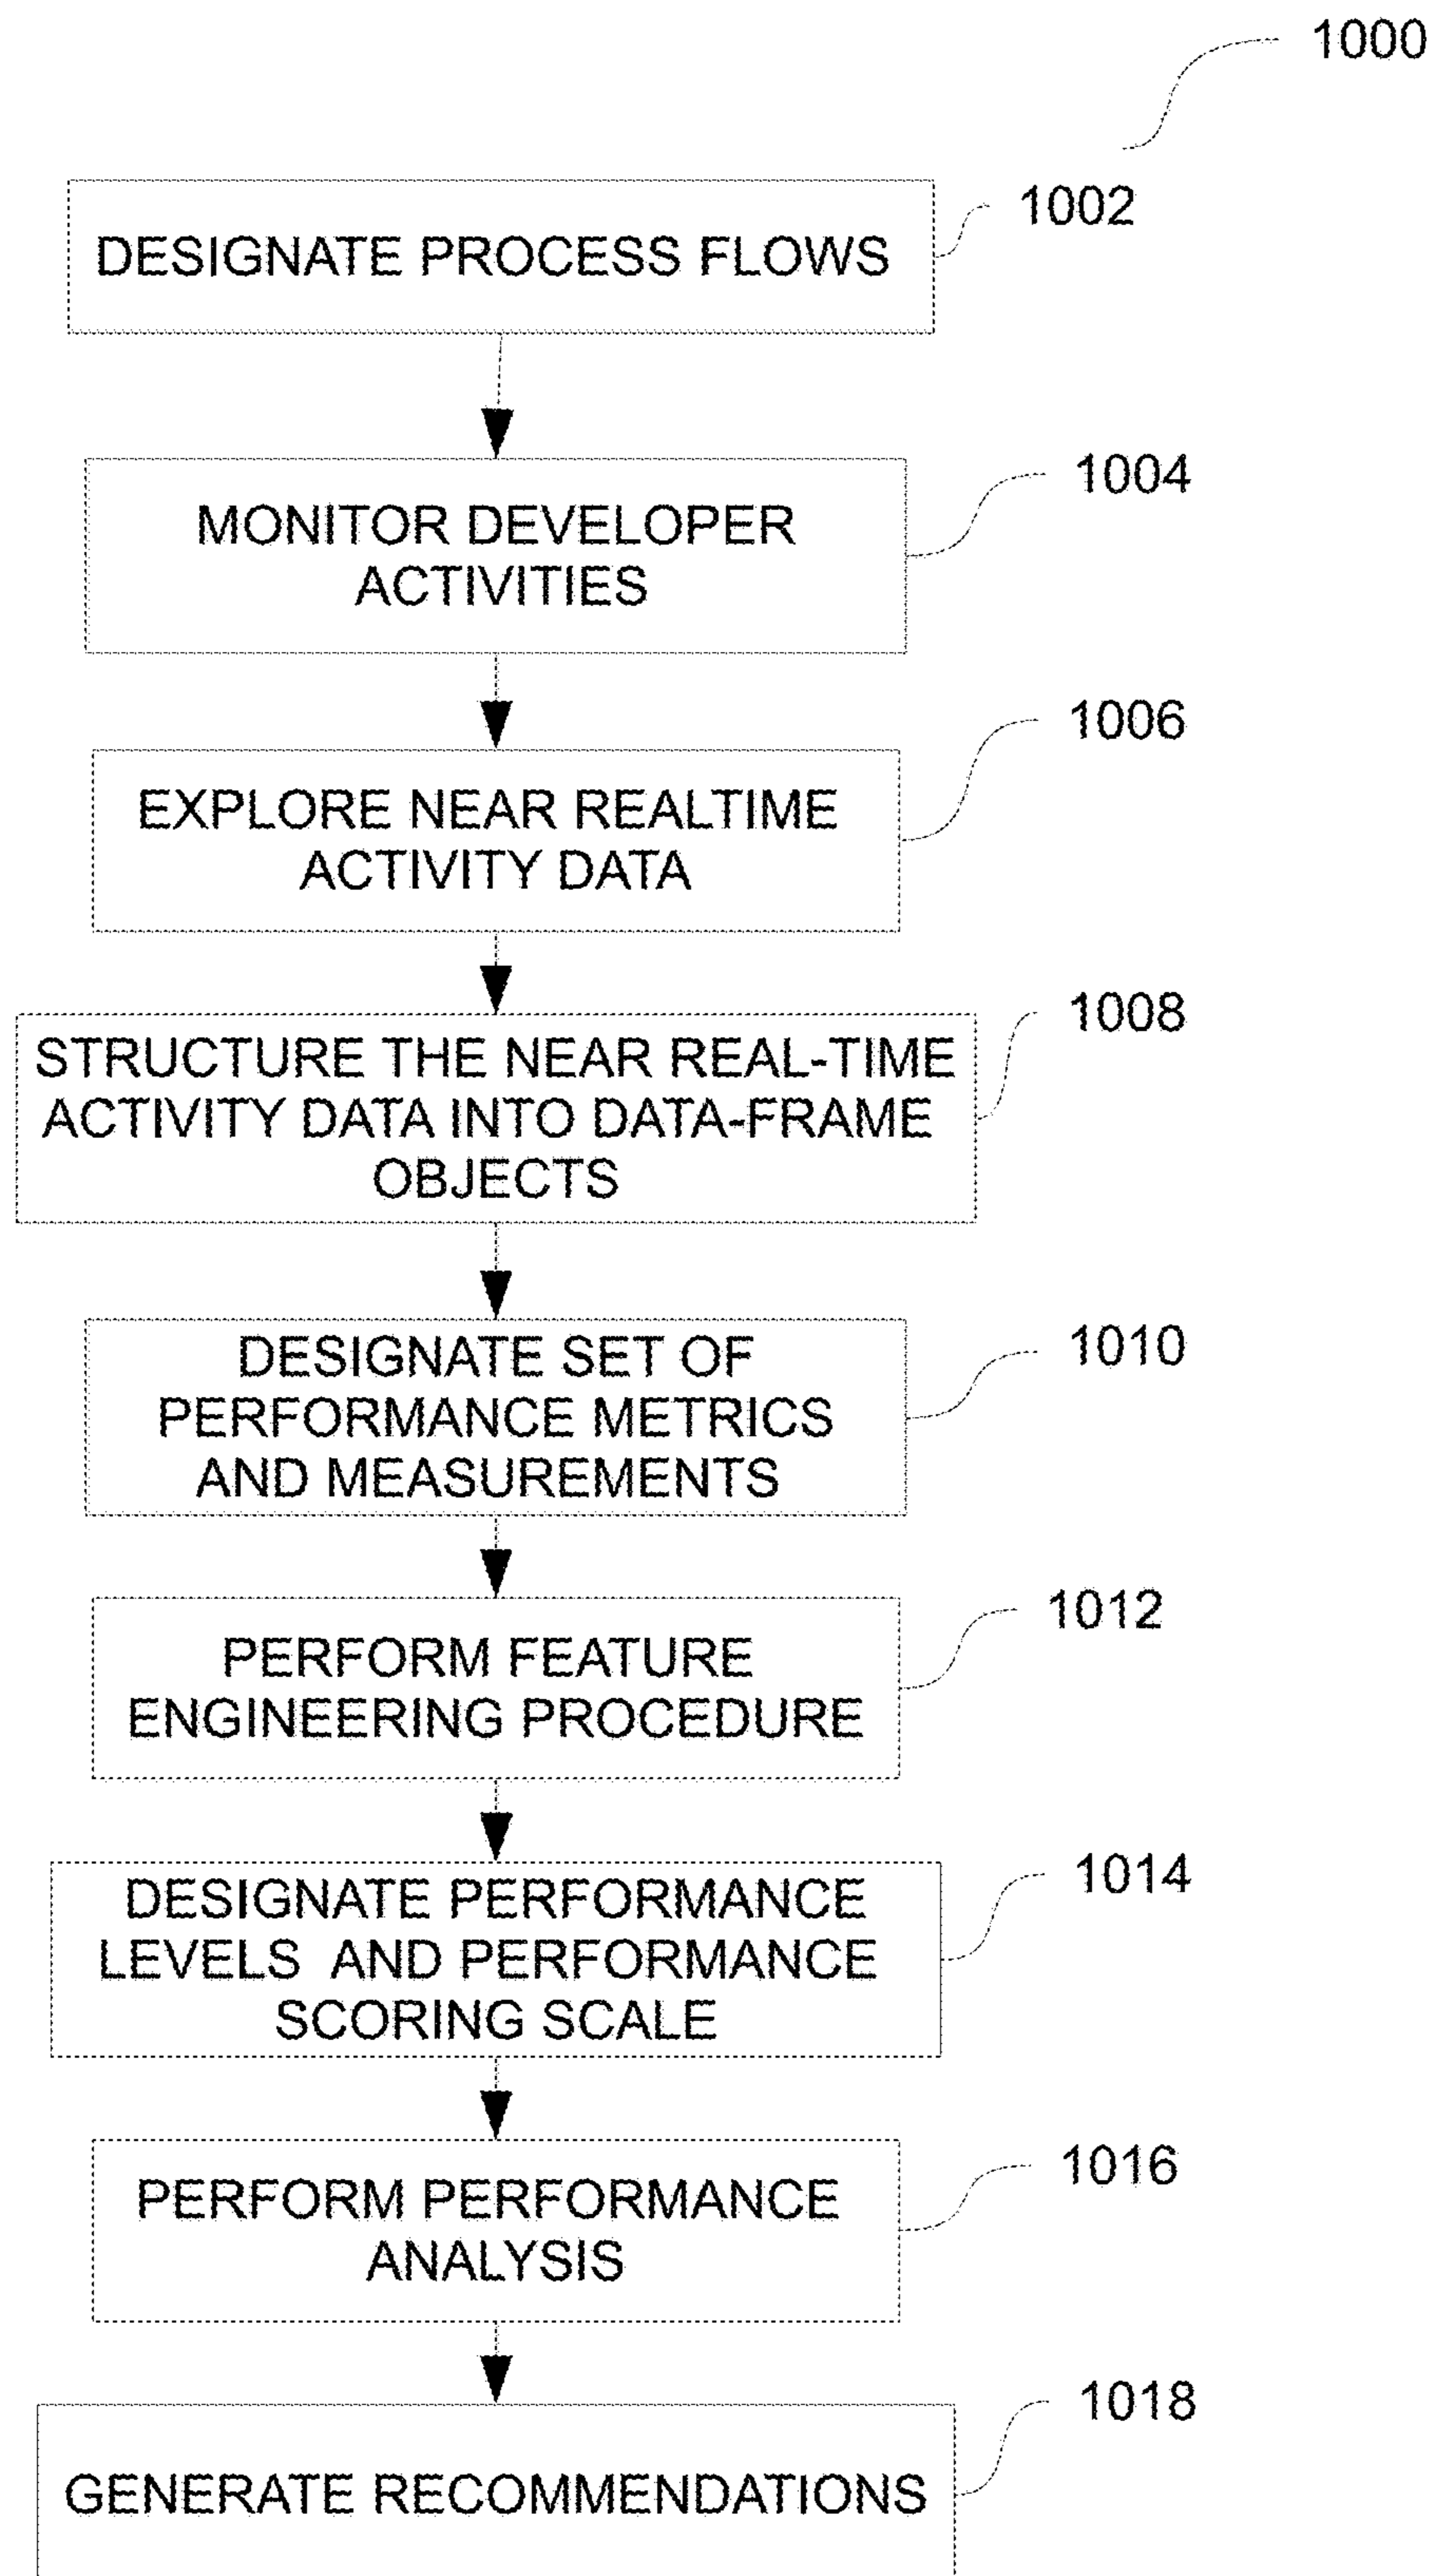 1000
1002
DESIGNATE PROCESS FLOWS
1004
MONITOR DEVELOPER
ACTIVITIES
1006
EXPLORE NEAR REALTIME
ACTIVITY DATA
1008
STRUCTURE THE NEAR REAL-TIME
ACTIVITY DATA INTO DATA-FRAME
OBJECTS
1010
DESIGNATE SET OF
PERFORMANCE METRICS
AND MEASUREMENTS
1012
PERFORM FEATURE
ENGINEERING PROCEDURE
1014
DESIGNATE PERFORMANCE
LEVELS AND PERFORMANCE
SCORING SCALE
1016
PERFORM PERFORMANCE
ANALYSIS
1018
GENERATE RECOMMENDATIONS